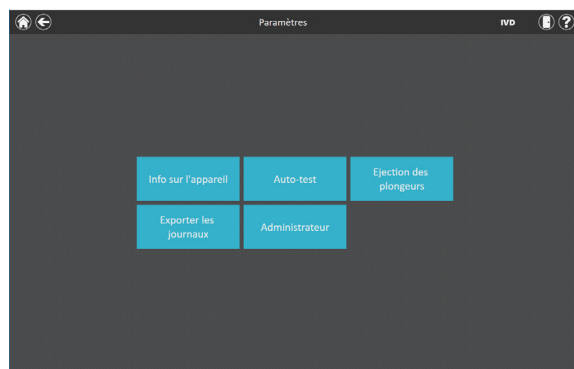 Paramètres
IVD
?
Info sur l'appareil
Auto-test
Ejection des
plongeurs
Exporter les
journaux
Administrateur